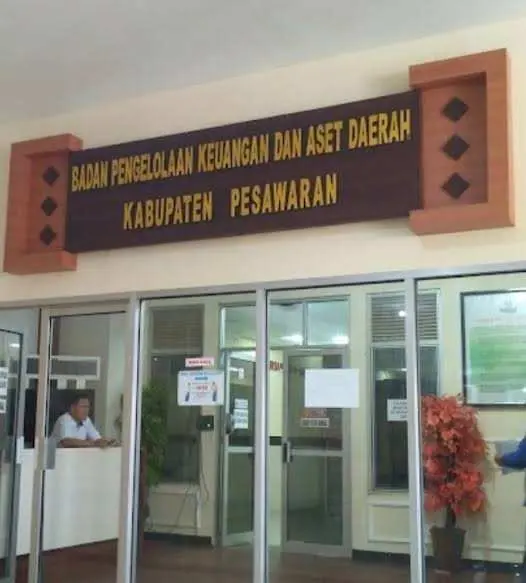 BADAN PENGELOLAAN KEUANGAN DAN ASET DAERAH
KABUPATEN PESAWARAN